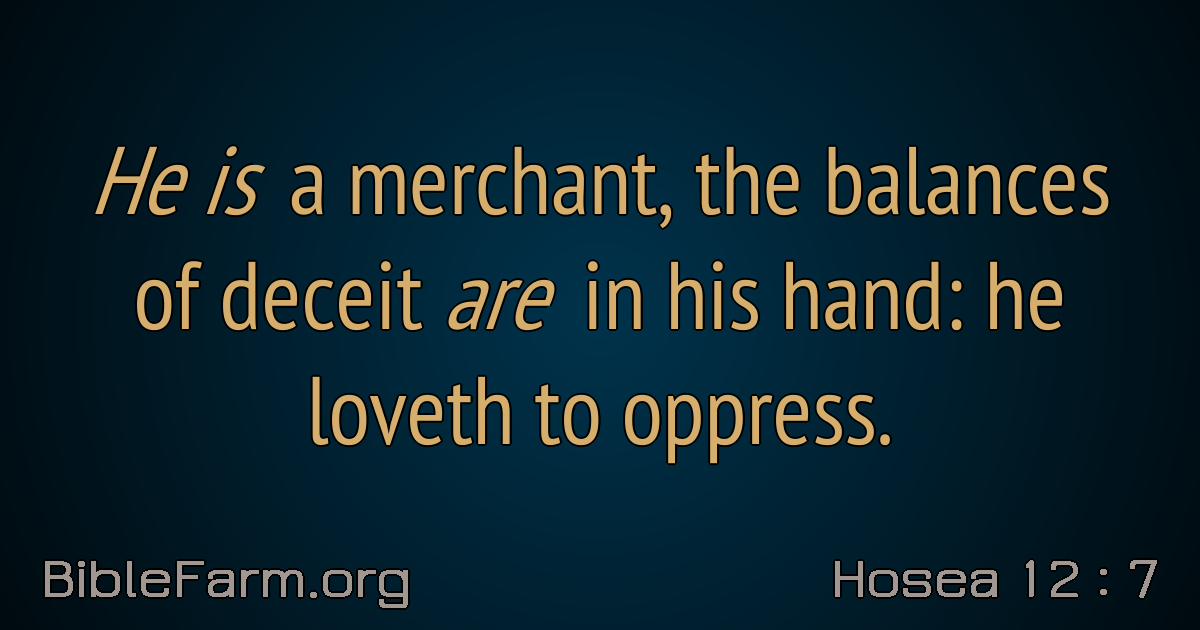 He is a merchant, the balances
of deceit are in his hand: he
loveth to oppress.
BibleFarm.org
Hosea 12 : 7